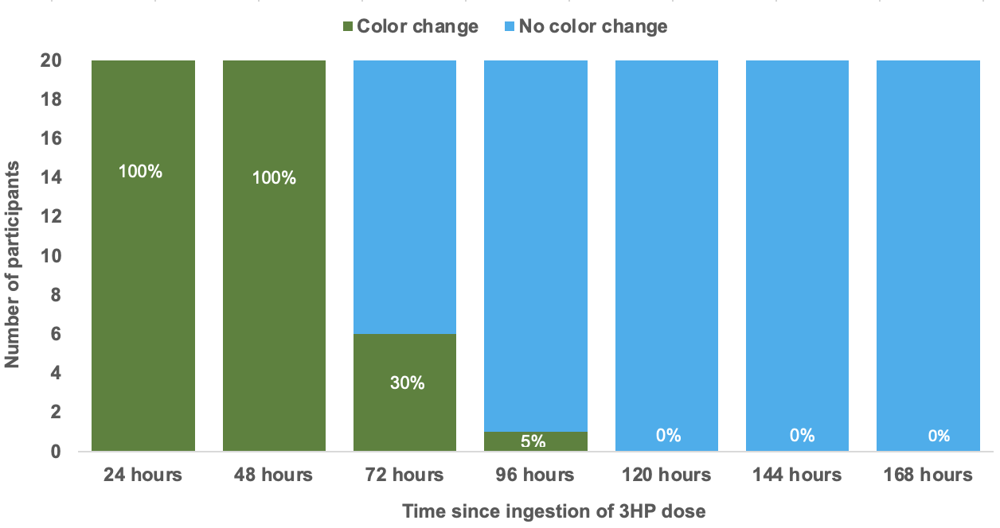 Color change No color change
20
18
16
14
12
10
8
6
4
2
0
Number of participants
100% 100% 30% 5% 0% 0% 0%
24 hours 48 hours 72 hours 96 hours 120 hours 144 hours 168 hours
Time since ingestion of 3HP dose